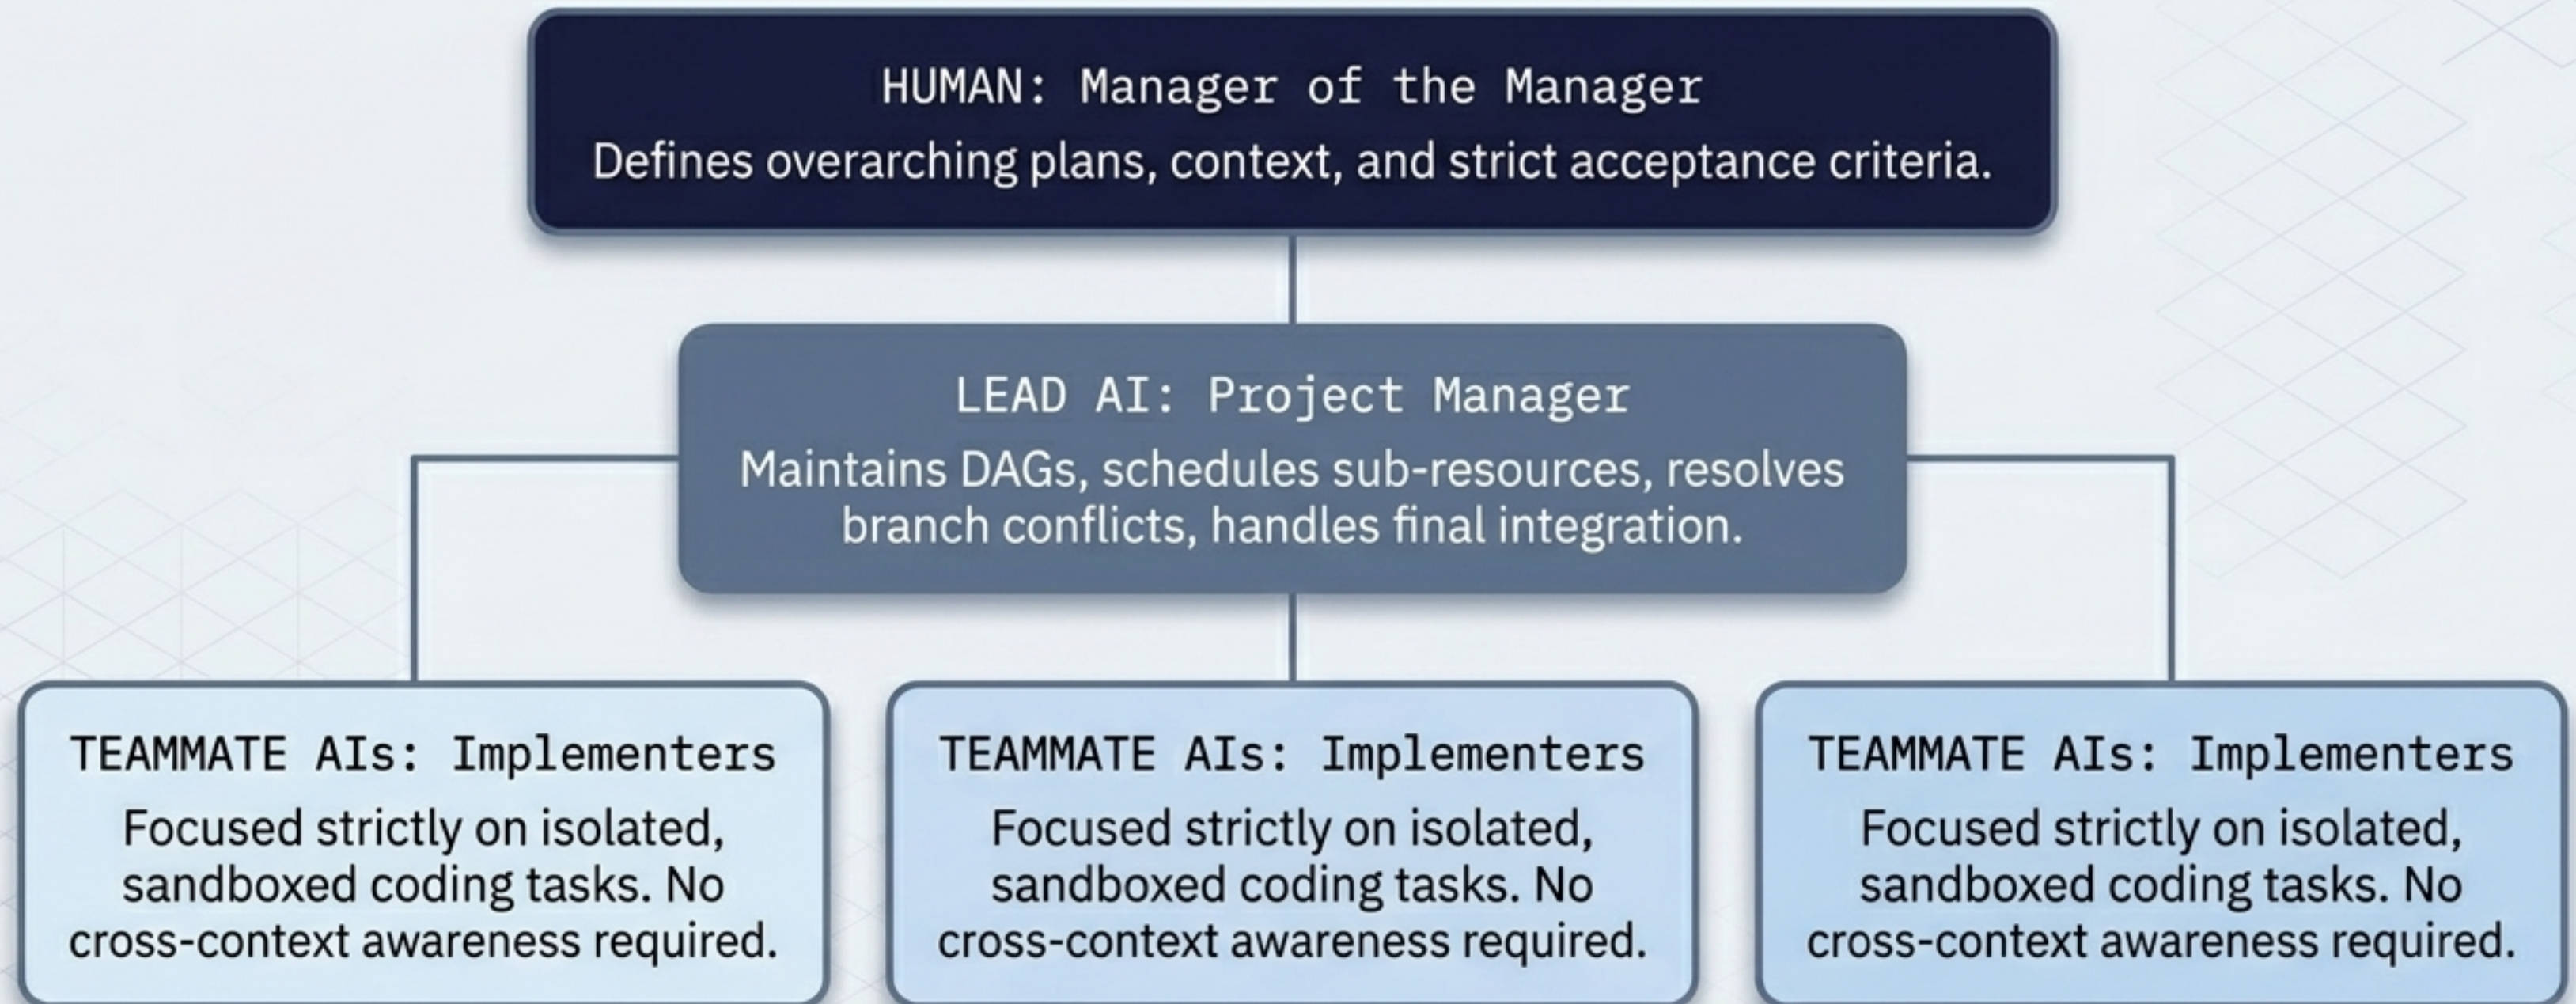 HUMAN: Manager of the Manager
Defines overarching plans, context, and strict acceptance criteria.
LEAD AI: Project Manager
Maintains DAGs, schedules sub-resources, resolves
branch conflicts, handles final integration.
TEAMMATE AIs: Implementers
Focused strictly on isolated,
sandboxed coding tasks. No
cross-context awareness required.
TEAMMATE AIs: Implementers
Focused strictly on isolated,
sandboxed coding tasks. No
cross-context awareness required.
TEAMMATE AIs: Implementers
Focused strictly on isolated,
sandboxed coding tasks. No
cross-context awareness required.